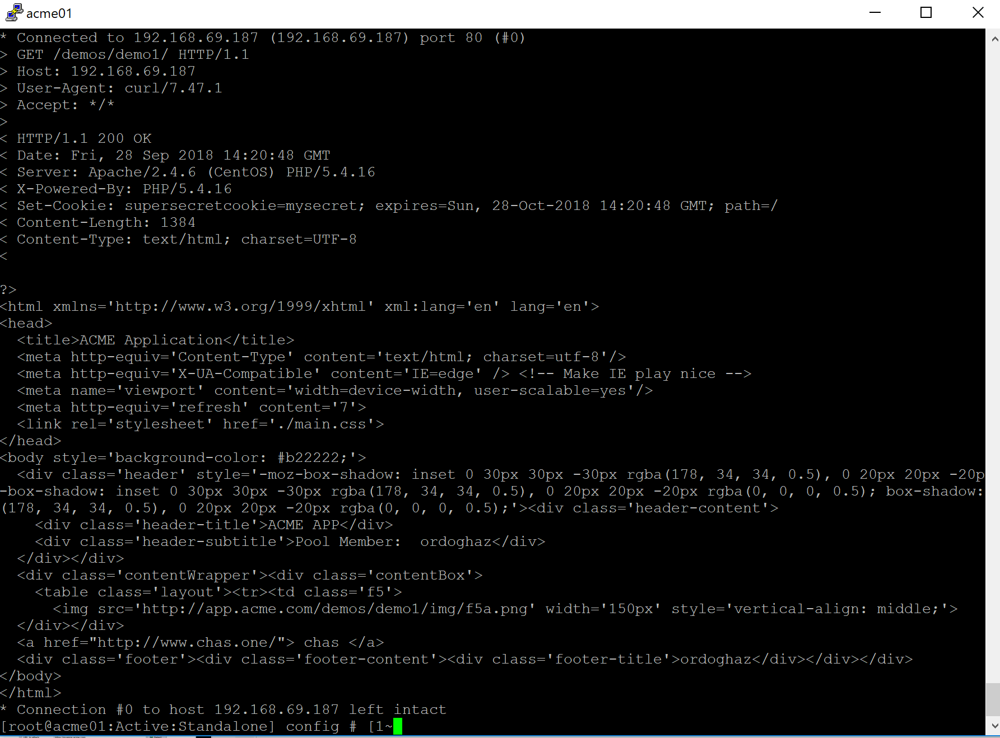 acme01
* Connected to 192.168.69.187 (192.168.69.187) port 80 (#0)
> GET /demos/demo1/ HTTP/1.1
> Host: 192.168.69.187
> User-Agent: curl/7.47.1
> Accept: */*
>
< HTTP/1.1 200 OK
< Date: Fri, 28 Sep 2018 14:20:48 GMT
< Server: Apache/2.4.6 (CentOS) PHP/5.4.16
< X-Powered-By: PHP/5.4.16
< Set-Cookie: supersecretcookie=mysecret; expires=Sun, 28-Oct-2018 14:20:48 GMT; path=/
< Content-Length: 1384
< Content-Type: text/html; charset=UTF-8
<
?>
<html xmlns='http://www.w3.org/1999/xhtml' xml:lang='en' lang='en'>
<head>
  <title>ACME Application</title>
  <meta http-equiv='Content-Type' content='text/html; charset=utf-8'/>
  <meta http-equiv='X-UA-Compatible' content='IE=edge' /> <!-- Make IE play nice -->
  <meta name='viewport' content='width=device-width, user-scalable=yes'/>
  <meta http-equiv='refresh' content='7'>
  <link rel='stylesheet' href='./main.css'>
</head>
<body style='background-color: #b22222;'>
  <div class='header' style='-moz-box-shadow: inset 0 30px 30px -30px rgba(178, 34, 34, 0.5), 0 20px 20px -20p
-box-shadow: inset 0 30px 30px -30px rgba(178, 34, 34, 0.5), 0 20px 20px -20px rgba(0, 0, 0, 0.5); box-shadow:
(178, 34, 34, 0.5), 0 20px 20px -20px rgba(0, 0, 0, 0.5);'><div class='header-content'>
    <div class='header-title'>ACME APP</div>
    <div class='header-subtitle'>Pool Member:  ordoghaz</div>
  </div></div>
  <div class='contentWrapper'><div class='contentBox'>
    <table class='layout'><tr><td class='f5'>
      <img src='http://app.acme.com/demos/demo1/img/f5a.png' width='150px' style='vertical-align: middle;'>
  </div></div>
  <a href="http://www.chas.one/"> chas </a>
  <div class='footer'><div class='footer-content'><div class='footer-title'>ordoghaz</div></div></div>
</body>
</html>
* Connection #0 to host 192.168.69.187 left intact
[root@acme01:Active:Standalone] config # [1~